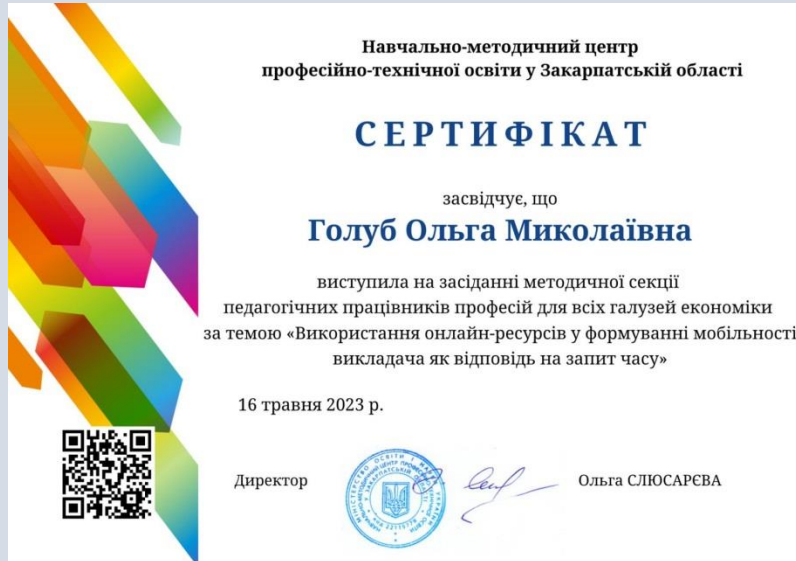 Навчально-методичний центр
професійно-технічної освіти у Закарпатській області
СЕРТИФІКАТ
засвідчує, що
Голуб Ольга Миколаївна
виступила на засіданні методичної секції
педагогічних працівників професій для всіх галузей економіки
за темою «Використання онлайн-ресурсів у формуванні мобільності
викладача як відповідь на запит часу»
16 травня 2023 р.
Директор
Ольга СЛЮСАРЄВА